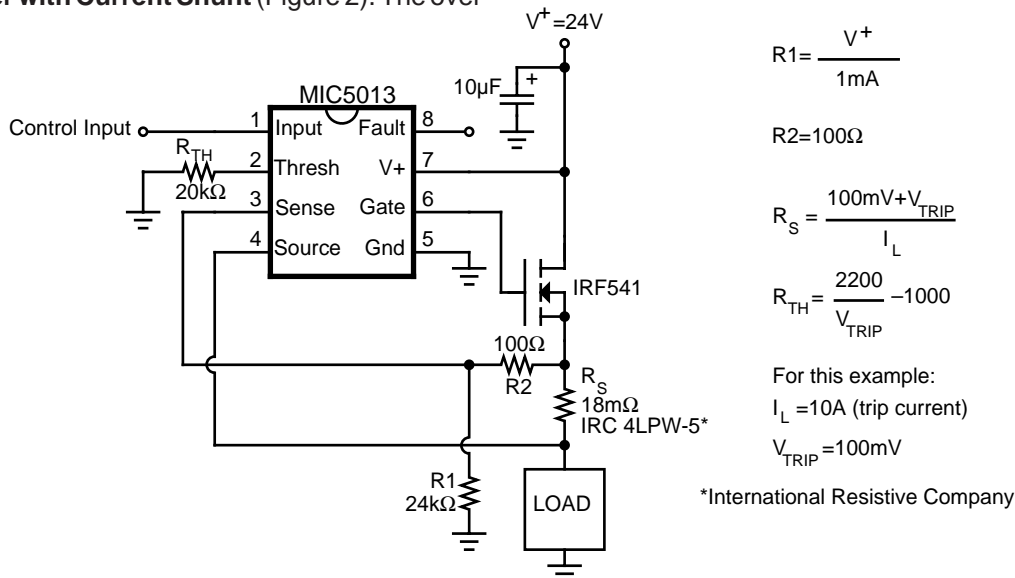 er with Current Shunt (Figure 2). The over-
V+ =24V
10µF +
MIC5013
Control Input
1 Input Fault 8
RTH
20kΩ
2 Thresh V+ 7
3 Sense Gate 6
4 Source Gnd 5
IRF541
100Ω
R2
RS
18mΩ
IRC 4LPW-5*
R1
24kΩ
LOAD
R1= V+ / 1mA
R2=100Ω
RS = 100mV+VTRIP / IL
RTH= 2200 / VTRIP –1000
For this example:
IL =10A (trip current)
VTRIP=100mV
*International Resistive Company